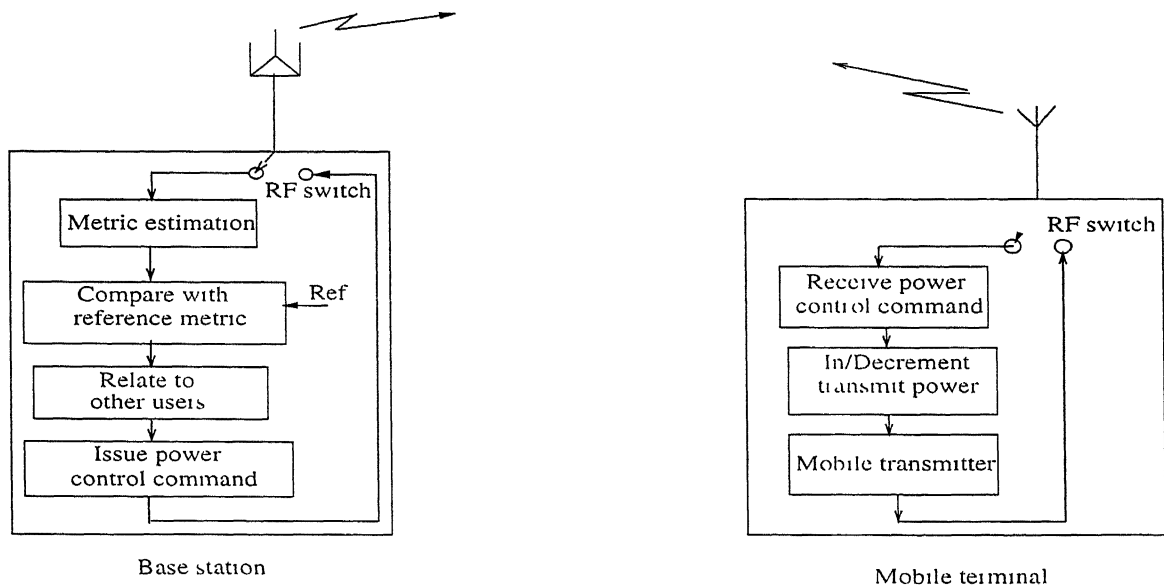 RF switch
Metric estimation
Compare with
reference metric
Ref
Relate to
other users
Issue power
control command
Base station
RF switch
Receive power
control command
In/Decrement
transmit power
Mobile transmitter
Mobile terminal